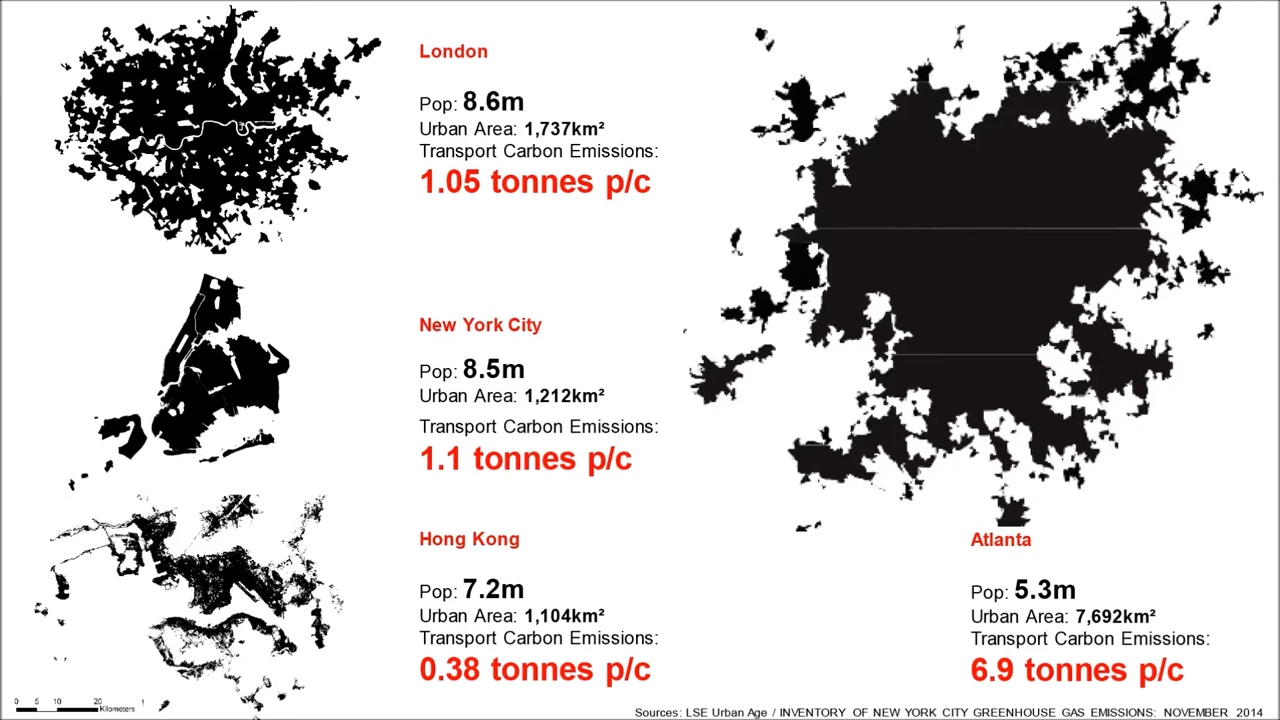 London
Pop: 8.6m
Urban Area: 1,737km²
Transport Carbon Emissions:
1.05 tonnes p/c
New York City
Pop: 8.5m
Urban Area: 1,212km²
Transport Carbon Emissions:
1.1 tonnes p/c
Hong Kong
Pop: 7.2m
Urban Area: 1,104km²
Transport Carbon Emissions:
0.38 tonnes p/c
Atlanta
Pop: 5.3m
Urban Area: 7,692km²
Transport Carbon Emissions:
6.9 tonnes p/c
0 5 10 20
Kilometers
Sources: LSE Urban Age / INVENTORY OF NEW YORK CITY GREENHOUSE GAS EMISSIONS: NOVEMBER 2014